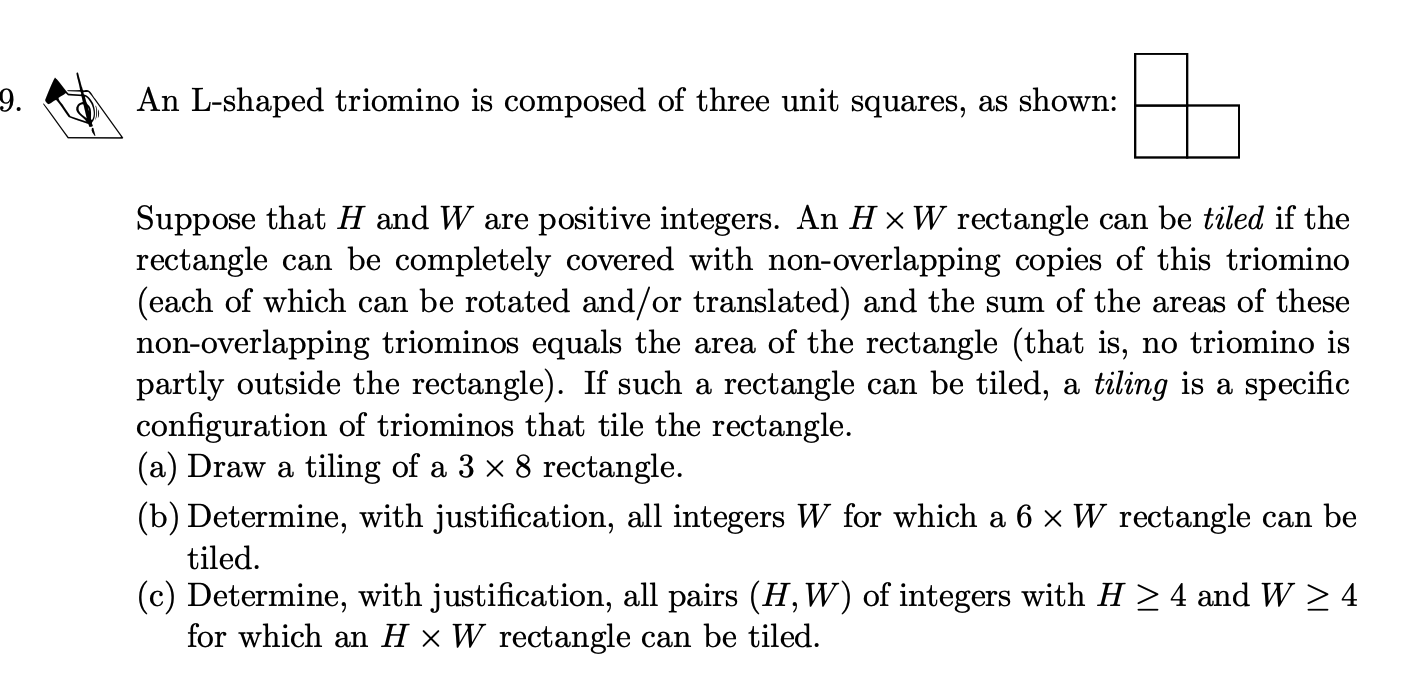 9. An L-shaped triomino is composed of three unit squares, as shown:
Suppose that H and W are positive integers. An H × W rectangle can be tiled if the
rectangle can be completely covered with non-overlapping copies of this triomino
(each of which can be rotated and/or translated) and the sum of the areas of these
non-overlapping triominos equals the area of the rectangle (that is, no triomino is
partly outside the rectangle). If such a rectangle can be tiled, a tiling is a specific
configuration of triominos that tile the rectangle.
(a) Draw a tiling of a 3 × 8 rectangle.
(b) Determine, with justification, all integers W for which a 6 × W rectangle can be
tiled.
(c) Determine, with justification, all pairs (H, W) of integers with H ≥ 4 and W ≥ 4
for which an H × W rectangle can be tiled.